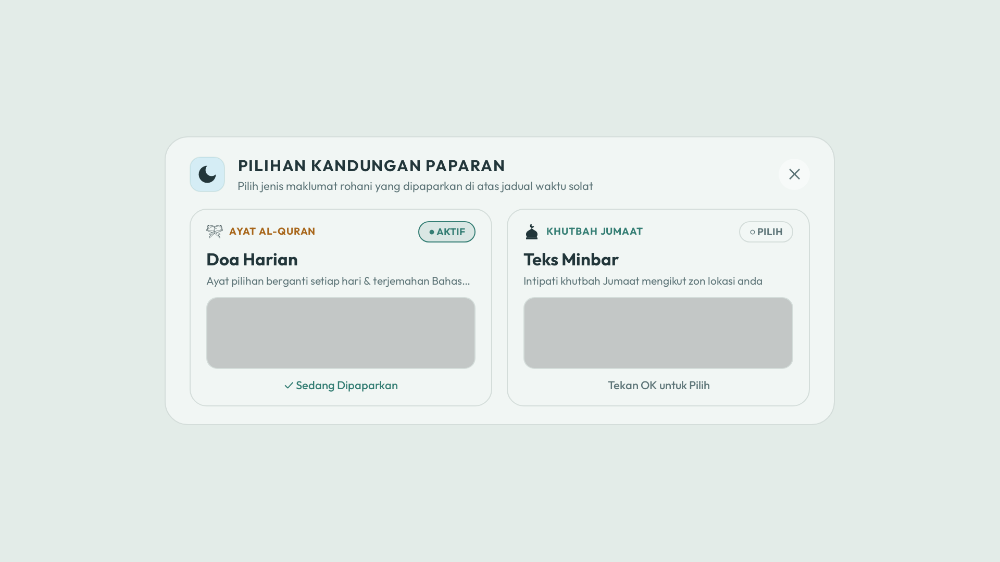 PILIHAN KANDUNGAN PAPARAN
Pilih jenis maklumat rohani yang dipaparkan di atas jadual waktu solat
AYAT AL-QURAN
AKTIF
Doa Harian
Ayat pilihan berganti setiap hari & terjemahan Bahas...
✓ Sedang Dipaparkan
KHUTBAH JUMAAT
PILIH
Teks Minbar
Intipati khutbah Jumaat mengikut zon lokasi anda
Tekan OK untuk Pilih